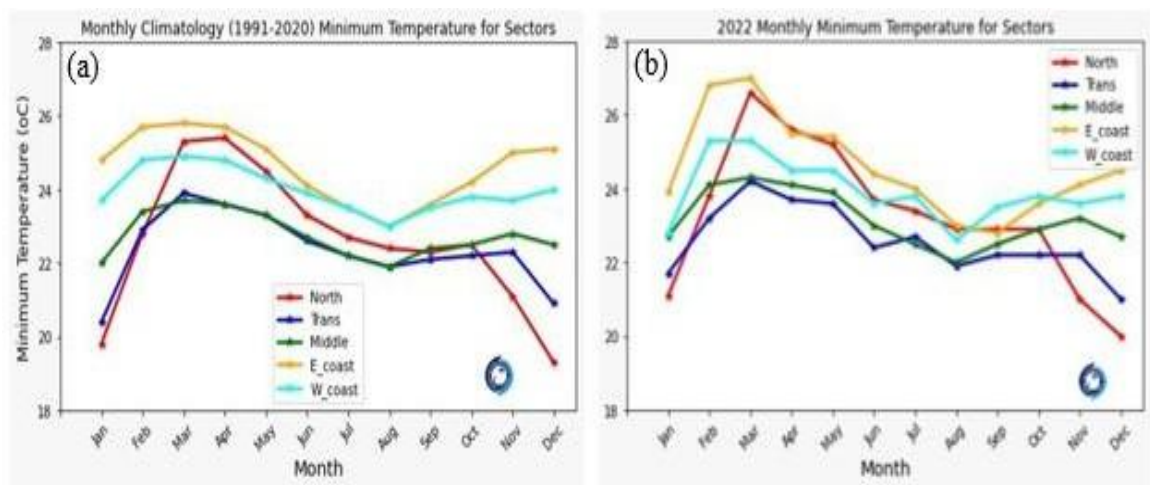 Monthly Climatology (1991-2020) Minimum Temperature for Sectors
(a)
Minimum Temperature (oC)
28
26
24
22
20
18
North
Trans
Middle
E_coast
W_coast
Jan Feb Mar Apr May Jun Jul Aug Sep Oct Nov Dec
Month
2022 Monthly Minimum Temperature for Sectors
(b)
28
26
24
22
20
18
North
Trans
Middle
E_coast
W_coast
Jan Feb Mar Apr May Jun Jul Aug Sep Oct Nov Dec
Month